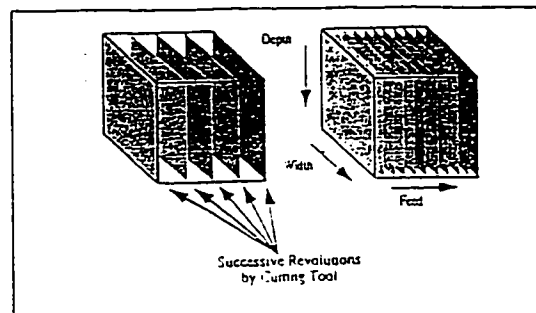 Depth
Width
Feed
Successive Revolutions
by Cutting Tool